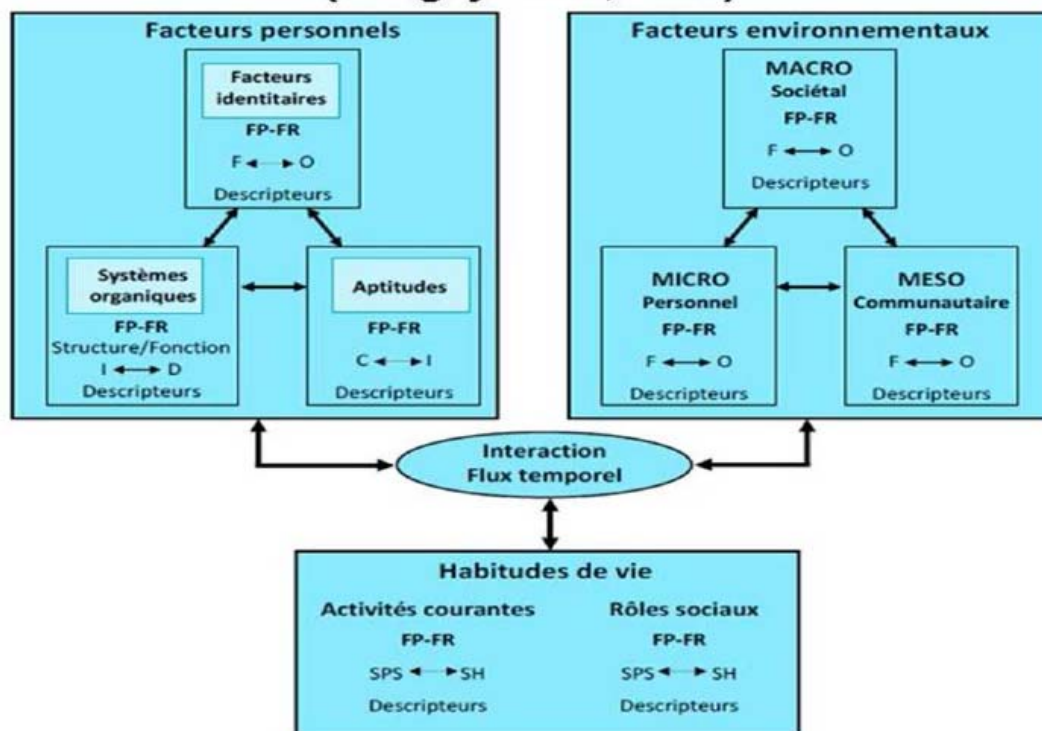 Facteurs personnels
Facteurs
identitaires
FP-FR
F ↔ O
Descripteurs
Systèmes
organiques
FP-FR
Structure/Fonction
I ↔ D
Descripteurs
Aptitudes
FP-FR
C ↔ I
Descripteurs
Facteurs environnementaux
MACRO
Sociétal
FP-FR
F ↔ O
Descripteurs
MICRO
Personnel
FP-FR
F ↔ O
Descripteurs
MESO
Communautaire
FP-FR
F ↔ O
Descripteurs
Interaction
Flux temporel
Habitudes de vie
Activités courantes
FP-FR
SPS ↔ SH
Descripteurs
Rôles sociaux
FP-FR
SPS ↔ SH
Descripteurs